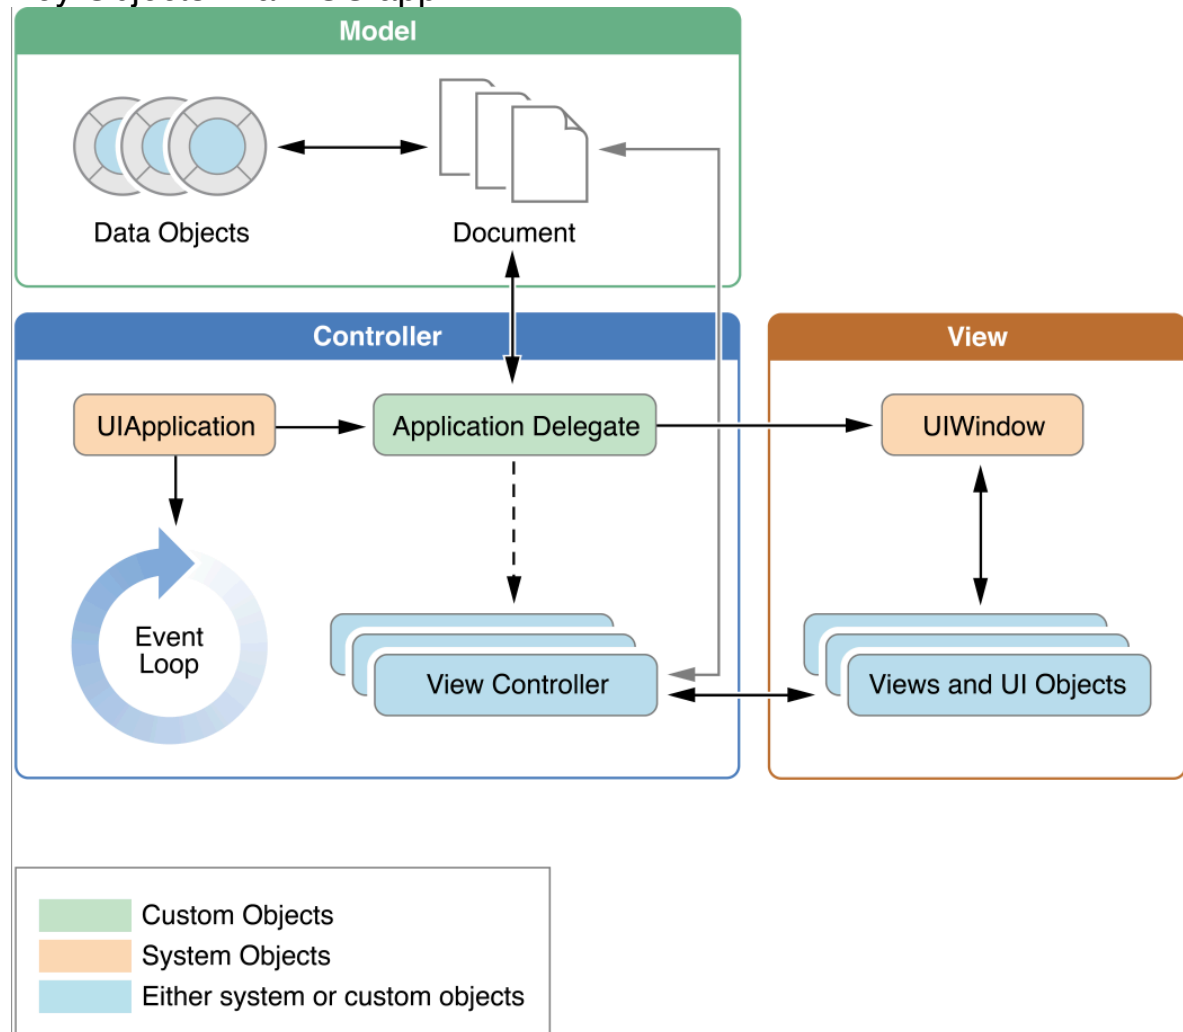 Model
Data Objects
Document
Controller
View
UIApplication
Application Delegate
UIWindow
Event
Loop
View Controller
Views and UI Objects
Custom Objects
System Objects
Either system or custom objects